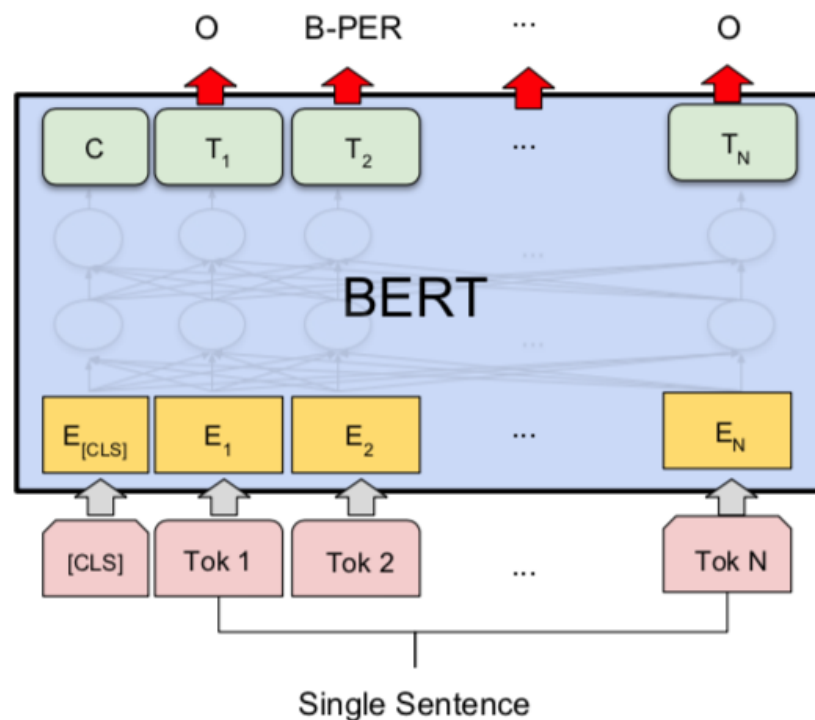 O B-PER ... O
C T1 T2 ... TN
...
BERT
...
E[CLS] E1 E2 ... EN
[CLS] Tok 1 Tok 2 ... Tok N
Single Sentence